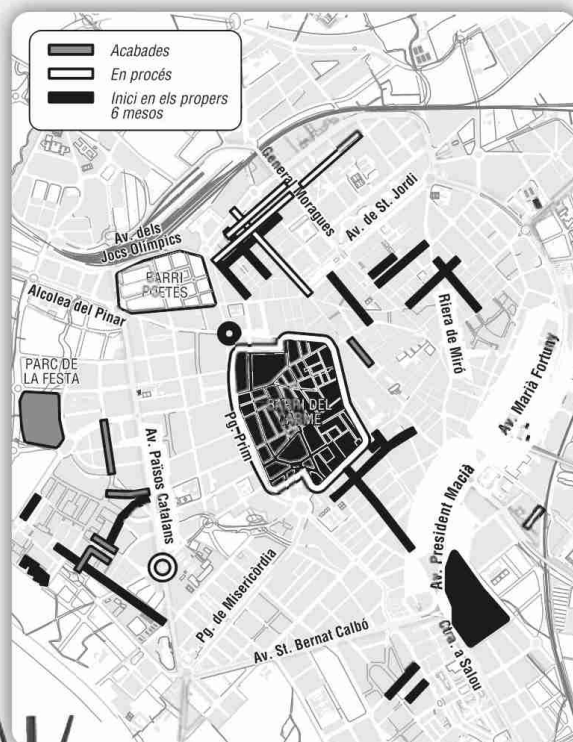 Acabades
En procés
Inici en els propers
6 mesos
General Moragues
Av. de St. Jordi
Av. dels
Jocs Olímpics
BARRI
POETES
Alcolea del Pinar
Riera de Miró
PARC DE
LA FESTA
Av. Marià Fortuny
BARRI DEL
CARME
Pg-Prim
Av. Països Catalans
Av. President Macià
Pg. de Misericòrdia
Av. St. Bernat Calbó
Ctra. a Salou